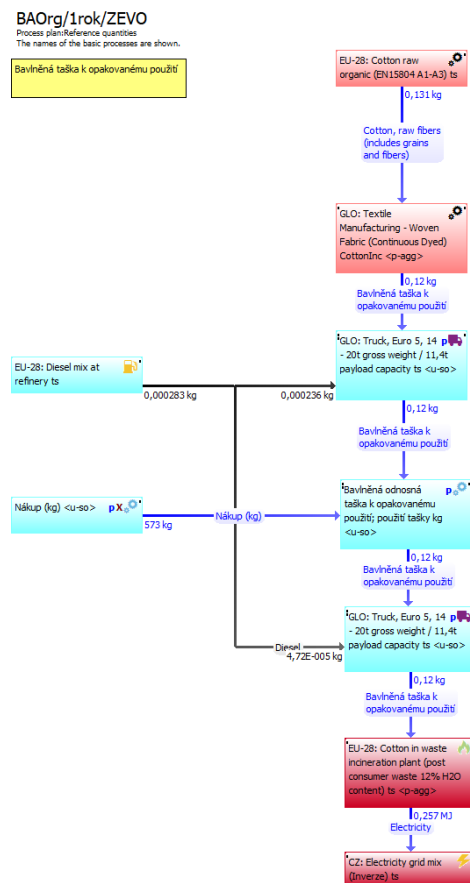 BAOrg/1rok/ZEVO
Process plan:Reference quantities
The names of the basic processes are shown.
Bavlněná taška k opakovanému použití
EU-28: Cotton raw
organic (EN15804 A1-A3) ts
0,131 kg
Cotton, raw fibers
(includes grains
and fibers)
GLO: Textile
Manufacturing - Woven
Fabric (Continuous Dyed)
CottonInc <p-agg>
0,12 kg
Bavlněná taška k
opakovanému použití
GLO: Truck, Euro 5, 14 p
- 20t gross weight / 11,4t
payload capacity ts <u-so>
EU-28: Diesel mix at
refinery ts
0,000283 kg
0,000236 kg
0,12 kg
Bavlněná taška k
opakovanému použití
Bavlněná odnosná p
taška k opakovanému
použití; použití tašky kg
<u-so>
Nákup (kg) <u-so> pX
573 kg
Nákup (kg)
0,12 kg
Bavlněná taška k
opakovanému použití
GLO: Truck, Euro 5, 14 p
- 20t gross weight / 11,4t
payload capacity ts <u-so>
Diesel
4,72E-005 kg
0,12 kg
Bavlněná taška k
opakovanému použití
EU-28: Cotton in waste
incineration plant (post
consumer waste 12% H2O
content) ts <p-agg>
0,257 MJ
Electricity
CZ: Electricity grid mix
(Inverze) ts